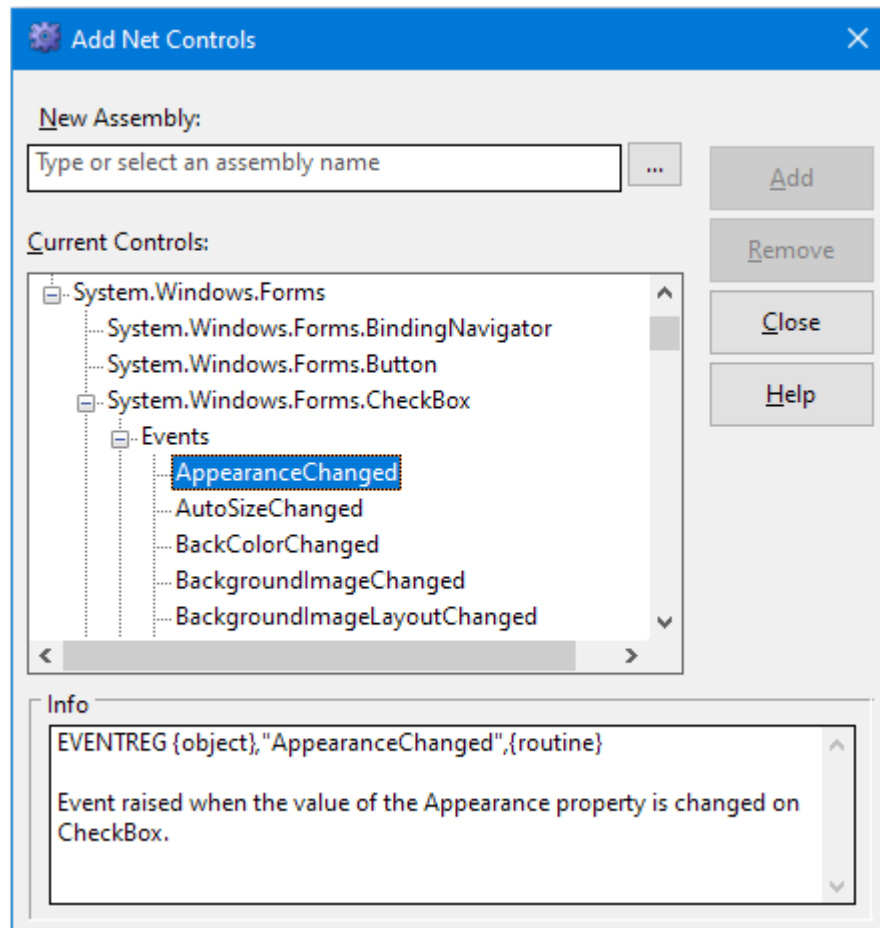 Add Net Controls
New Assembly:
Type or select an assembly name
...
Add
Current Controls:
Remove
System.Windows.Forms
System.Windows.Forms.BindingNavigator
Close
System.Windows.Forms.Button
System.Windows.Forms.CheckBox
Help
Events
AppearanceChanged
AutoSizeChanged
BackColorChanged
BackgroundImageChanged
BackgroundImageLayoutChanged
Info
EVENTREG {object},"AppearanceChanged",{routine}
Event raised when the value of the Appearance property is changed on
CheckBox.